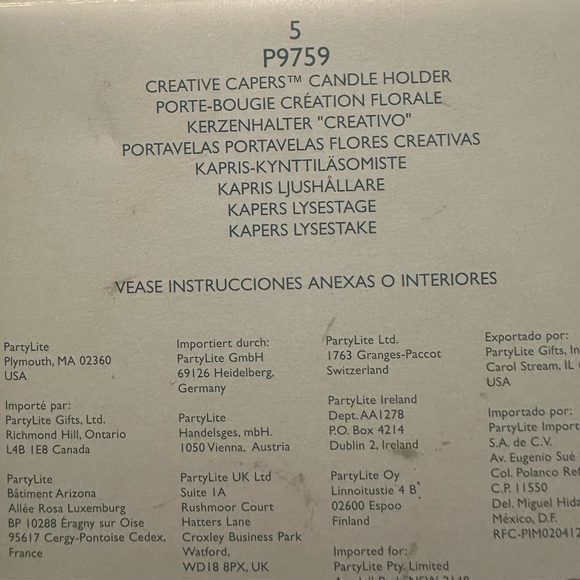 5
P9759
CREATIVE CAPERS™ CANDLE HOLDER
PORTE-BOUGIE CRÉATION FLORALE
KERZENHALTER "CREATIVO"
PORTAVELAS PORTAVELAS FLORES CREATIVAS
KAPRIS-KYNTTILÄSOMISTE
KAPRIS LJUSHÅLLARE
KAPERS LYSESTAGE
KAPERS LYSESTAKE
VEASE INSTRUCCIONES ANEXAS O INTERIORES
PartyLite
Plymouth, MA 02360
USA
Importé par:
PartyLite Gifts, Ltd.
Richmond Hill, Ontario
L4B 1E8 Canada
PartyLite
Bâtiment Arizona
Allée Rosa Luxemburg
BP 10288 Éragny sur Oise
95617 Cergy-Pontoise Cedex,
France
Importiert durch:
PartyLite GmbH
69126 Heidelberg,
Germany
PartyLite
Handelsges, mbH.
1050 Vienna, Austria
PartyLite UK Ltd
Suite 1A
Rushmoor Court
Hatters Lane
Croxley Business Park
Watford,
WD18 8PX, UK
PartyLite Ltd.
1763 Granges-Paccot
Switzerland
PartyLite Ireland
Dept. AA1278
P.O. Box 4214
Dublin 2, Ireland
PartyLite Oy
Linnoitustie 4 B
02600 Espoo
Finland
Imported for:
PartyLite Pty. Limited
Exportado por:
PartyLite Gifts, In
Carol Stream, IL
USA
Importado por:
PartyLite Import
S.A. de C.V.
Av. Eugenio Sué
Col. Polanco Ref
C.P. 11550
Del. Miguel Hida
México, D.F.
RFC-PIM020412